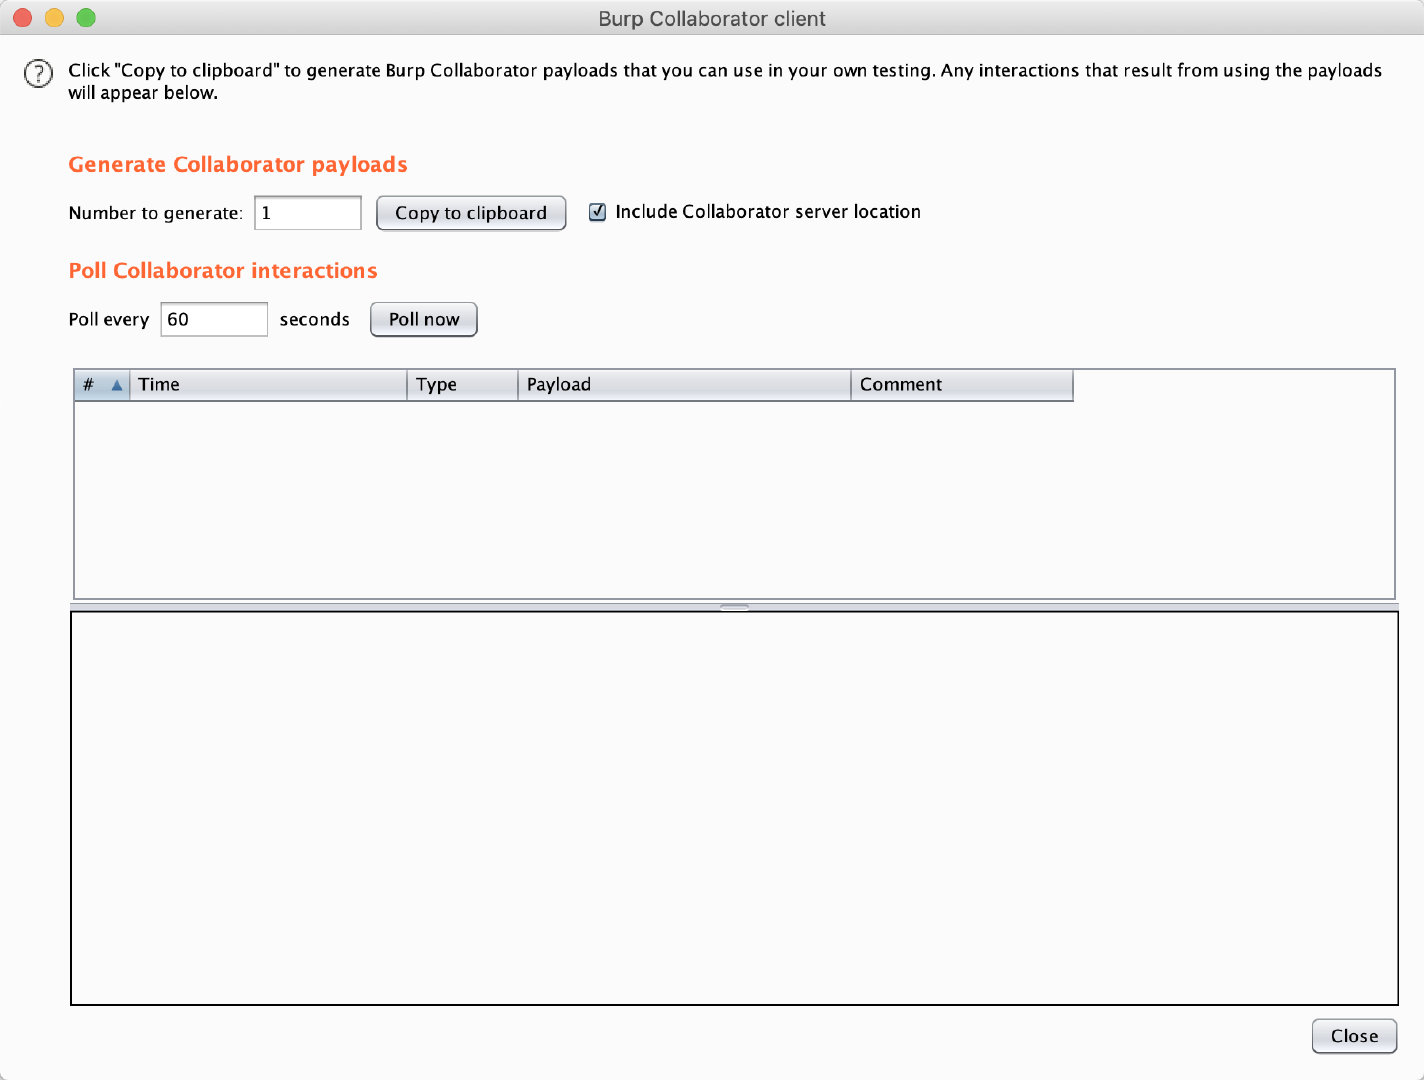 Burp Collaborator client
Click "Copy to clipboard" to generate Burp Collaborator payloads that you can use in your own testing. Any interactions that result from using the payloads
will appear below.
Generate Collaborator payloads
Number to generate: 1 Copy to clipboard Include Collaborator server location
Poll Collaborator interactions
Poll every 60 seconds Poll now
# Time Type Payload Comment
Close